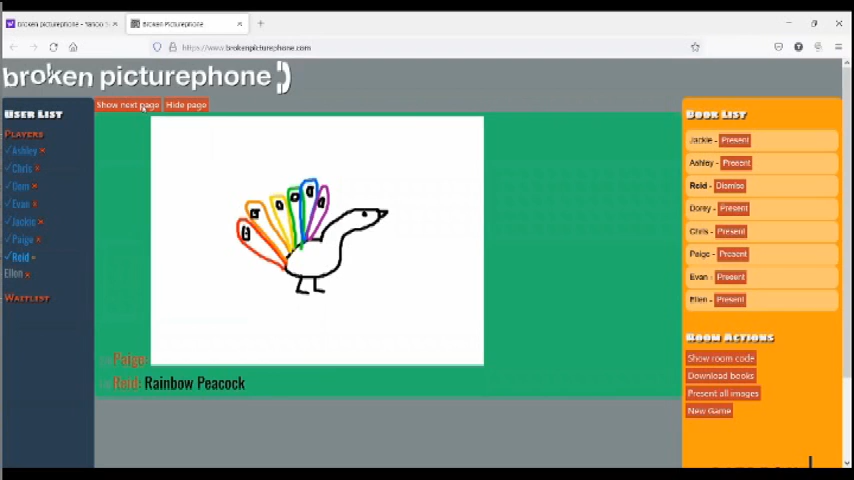 broken picturephone - Yahoo S
Broken Picturephone
https://www.brokenpicturephone.com
broken picturephone
Show next page
Hide page
User List
Players
✓Ashley ×
✓Chris ×
✓Dom ×
✓Evan ×
✓Jackie ×
✓Paige ×
✓Reid
Ellen ×
Waitlist
Paige:
Reid: Rainbow Peacock
Book List
Jackie - Present
Ashley - Present
Reid - Dismiss
Dorey - Present
Chris - Present
Paige - Present
Evan - Present
Ellen - Present
Room Actions
Show room code
Download books
Present all images
New Game